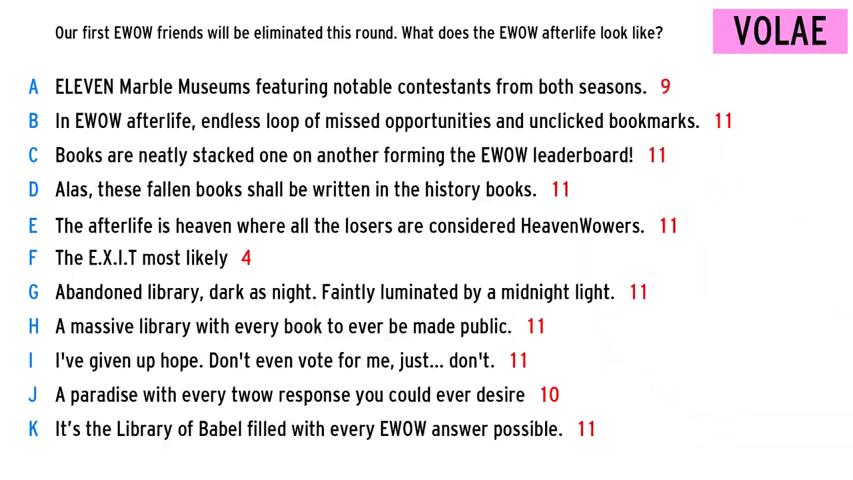 Our first EWOW friends will be eliminated this round. What does the EWOW afterlife look like?
VOLAE
A ELEVEN Marble Museums featuring notable contestants from both seasons. 9
B In EWOW afterlife, endless loop of missed opportunities and unclicked bookmarks. 11
C Books are neatly stacked one on another forming the EWOW leaderboard! 11
D Alas, these fallen books shall be written in the history books. 11
E The afterlife is heaven where all the losers are considered HeavenWowers. 11
F The E.X.I.T most likely 4
G Abandoned library, dark as night. Faintly luminated by a midnight light. 11
H A massive library with every book to ever be made public. 11
I I've given up hope. Don't even vote for me, just... don't. 11
J A paradise with every twow response you could ever desire 10
K It’s the Library of Babel filled with every EWOW answer possible. 11